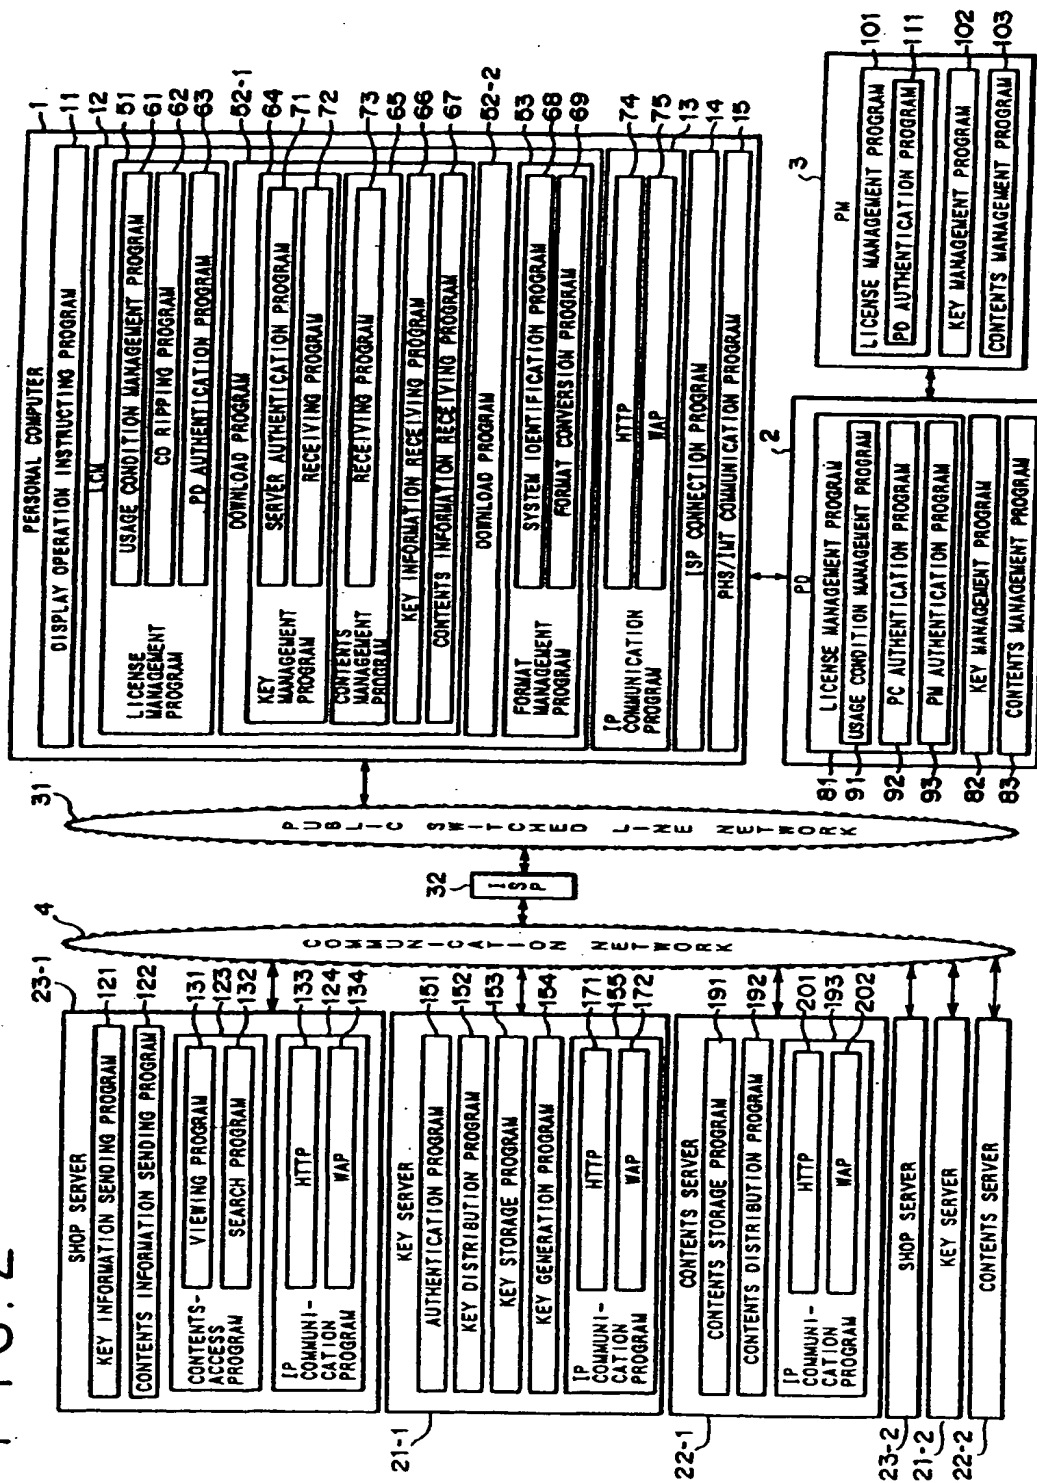 FIG. 2
SHOP SERVER
23-1
KEY INFORMATION SENDING PROGRAM
121
CONTENTS INFORMATION SENDING PROGRAM
122
CONTENTS-
ACCESS
PROGRAM
VIEWING PROGRAM
131
123
SEARCH PROGRAM
132
IP
COMMUNI-
CATION
PROGRAM
HTTP
133
124
WAP
134
21-1
KEY SERVER
AUTHENTICATION PROGRAM
151
KEY DISTRIBUTION PROGRAM
152
KEY STORAGE PROGRAM
153
KEY GENERATION PROGRAM
154
IP
COMMUNI-
CATION
PROGRAM
HTTP
171
155
WAP
172
22-1
CONTENTS SERVER
CONTENTS STORAGE PROGRAM
191
CONTENTS DISTRIBUTION PROGRAM
192
IP
COMMUNI-
CATION
PROGRAM
HTTP
201
193
WAP
202
23-2
SHOP SERVER
21-2
KEY SERVER
22-2
CONTENTS SERVER
4
COMMUNICATION NETWORK
32
ISP
31
PUBLIC SWITCHED LINE NETWORK
PERSONAL COMPUTER
1
DISPLAY OPERATION INSTRUCTING PROGRAM
11
LCM
12
LICENSE
MANAGEMENT
PROGRAM
51
USAGE CONDITION MANAGEMENT PROGRAM
61
CD RIPPING PROGRAM
62
PD AUTHENTICATION PROGRAM
63
DOWNLOAD PROGRAM
52-1
KEY
MANAGEMENT
PROGRAM
64
SERVER AUTHENTICATION PROGRAM
71
RECEIVING PROGRAM
72
CONTENTS
MANAGEMENT
PROGRAM
RECEIVING PROGRAM
73
65
KEY INFORMATION RECEIVING PROGRAM
66
CONTENTS INFORMATION RECEIVING PROGRAM
67
DOWNLOAD PROGRAM
52-2
FORMAT
MANAGEMENT
PROGRAM
53
SYSTEM IDENTIFICATION PROGRAM
68
FORMAT CONVERSION PROGRAM
69
IP
COMMUNICATION
PROGRAM
HTTP
74
WAP
75
13
ISP CONNECTION PROGRAM
14
PHS/IMT COMMUNICATION PROGRAM
15
PD
2
81
LICENSE MANAGEMENT PROGRAM
91
USAGE CONDITION MANAGEMENT PROGRAM
92
PC AUTHENTICATION PROGRAM
93
PM AUTHENTICATION PROGRAM
82
KEY MANAGEMENT PROGRAM
83
CONTENTS MANAGEMENT PROGRAM
3
PM
LICENSE MANAGEMENT PROGRAM
101
PD AUTHENTICATION PROGRAM
111
KEY MANAGEMENT PROGRAM
102
CONTENTS MANAGEMENT PROGRAM
103